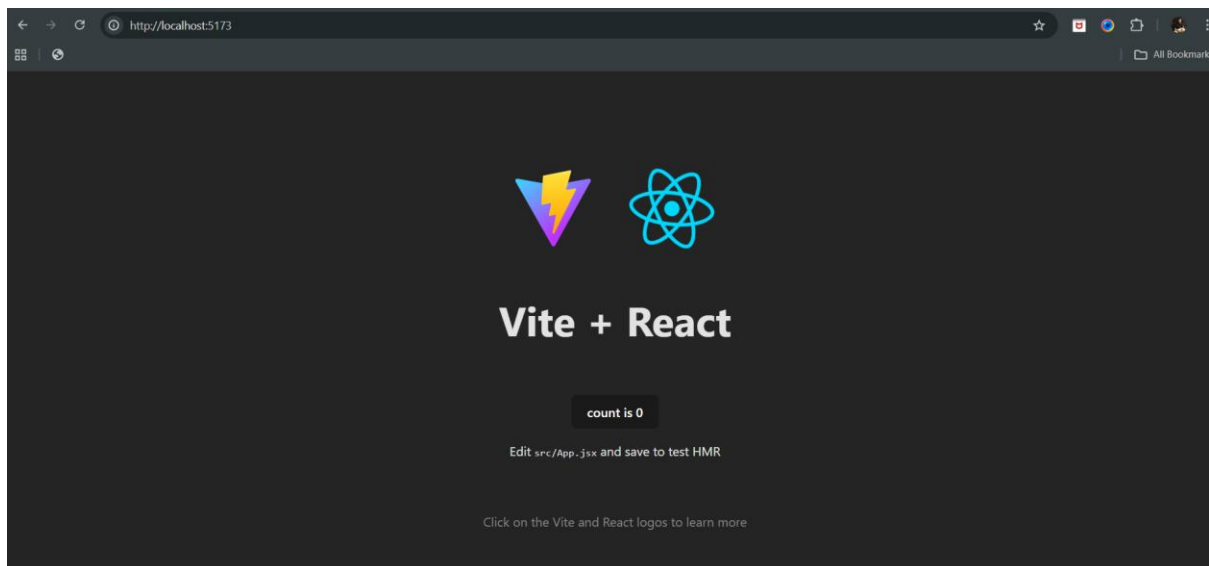 http://localhost:5173
All Bookmark
Vite + React
count is 0
Edit src/App.jsx and save to test HMR
Click on the Vite and React logos to learn more